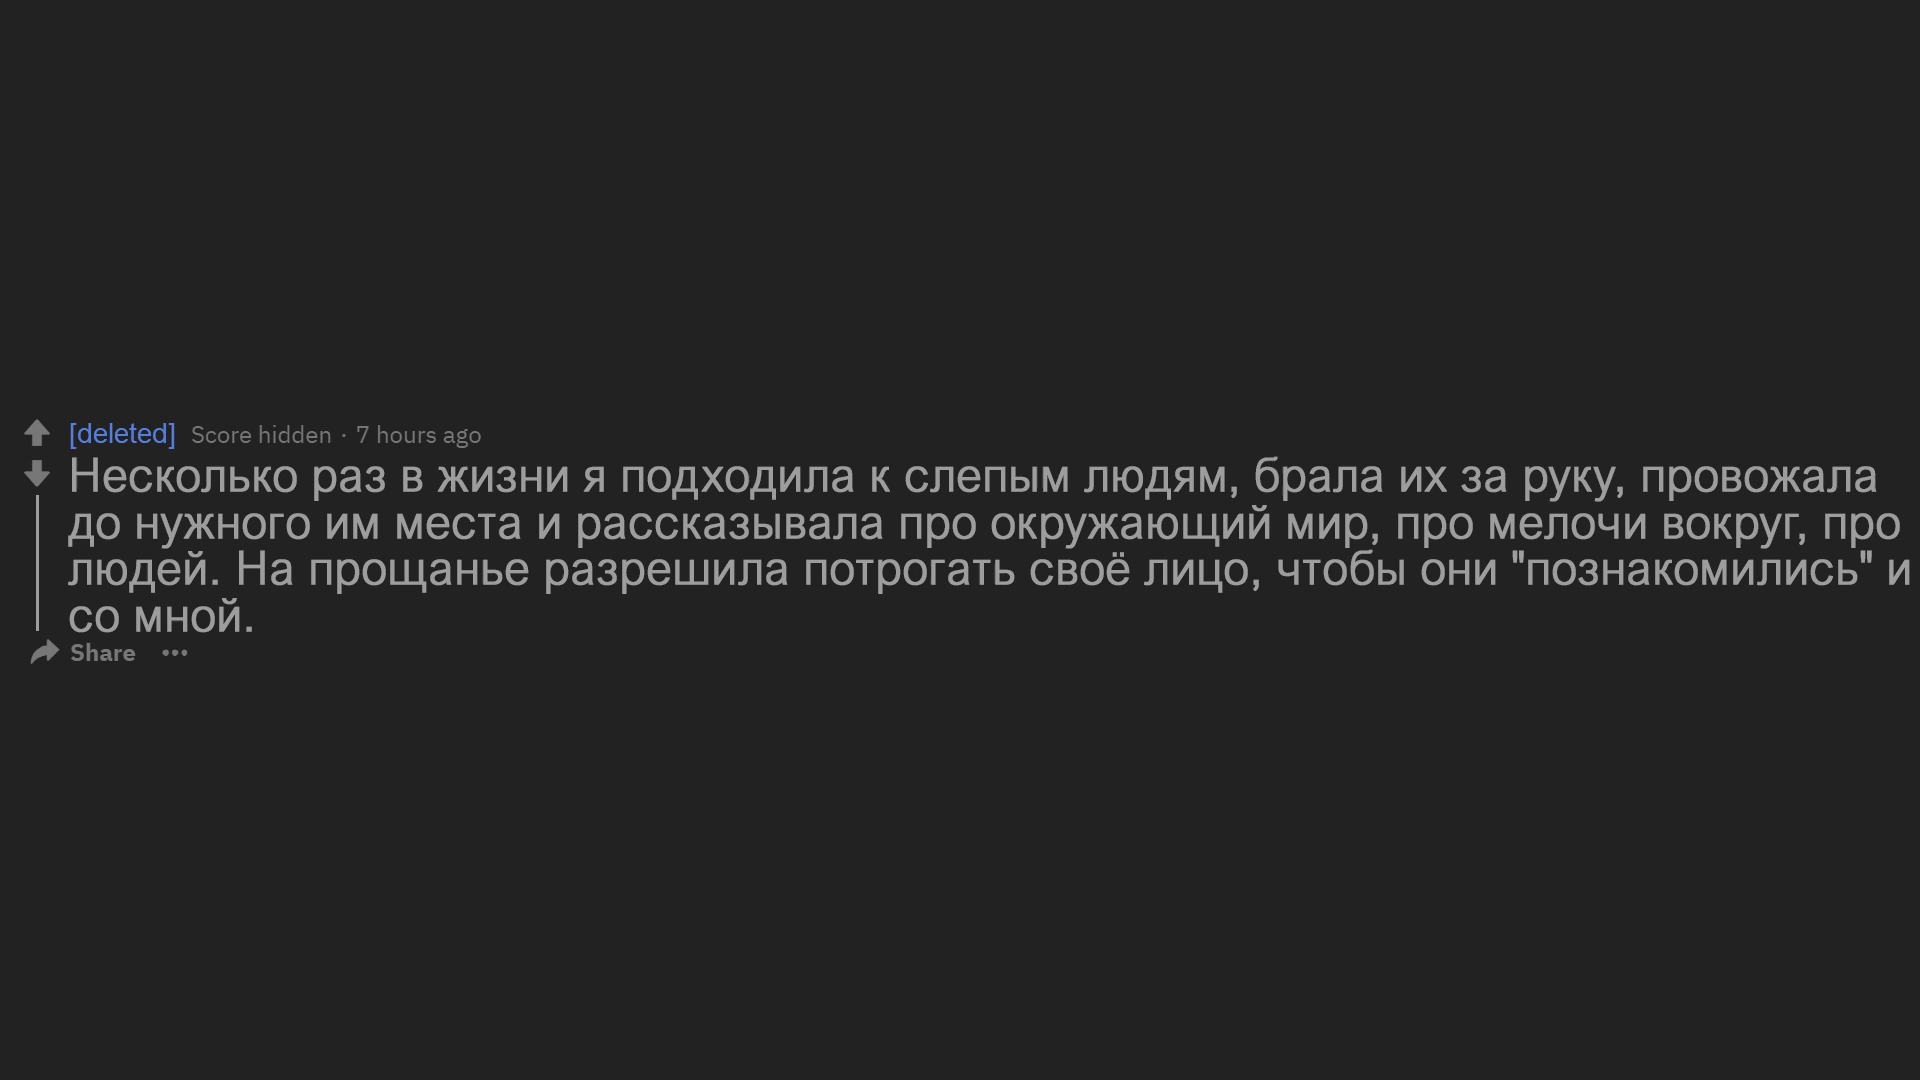 [deleted] Score hidden · 7 hours ago
Несколько раз в жизни я подходила к слепым людям, брала их за руку, провожала
до нужного им места и рассказывала про окружающий мир, про мелочи вокруг, про
людей. На прощанье разрешила потрогать своё лицо, чтобы они "познакомились" и
со мной.
Share ···